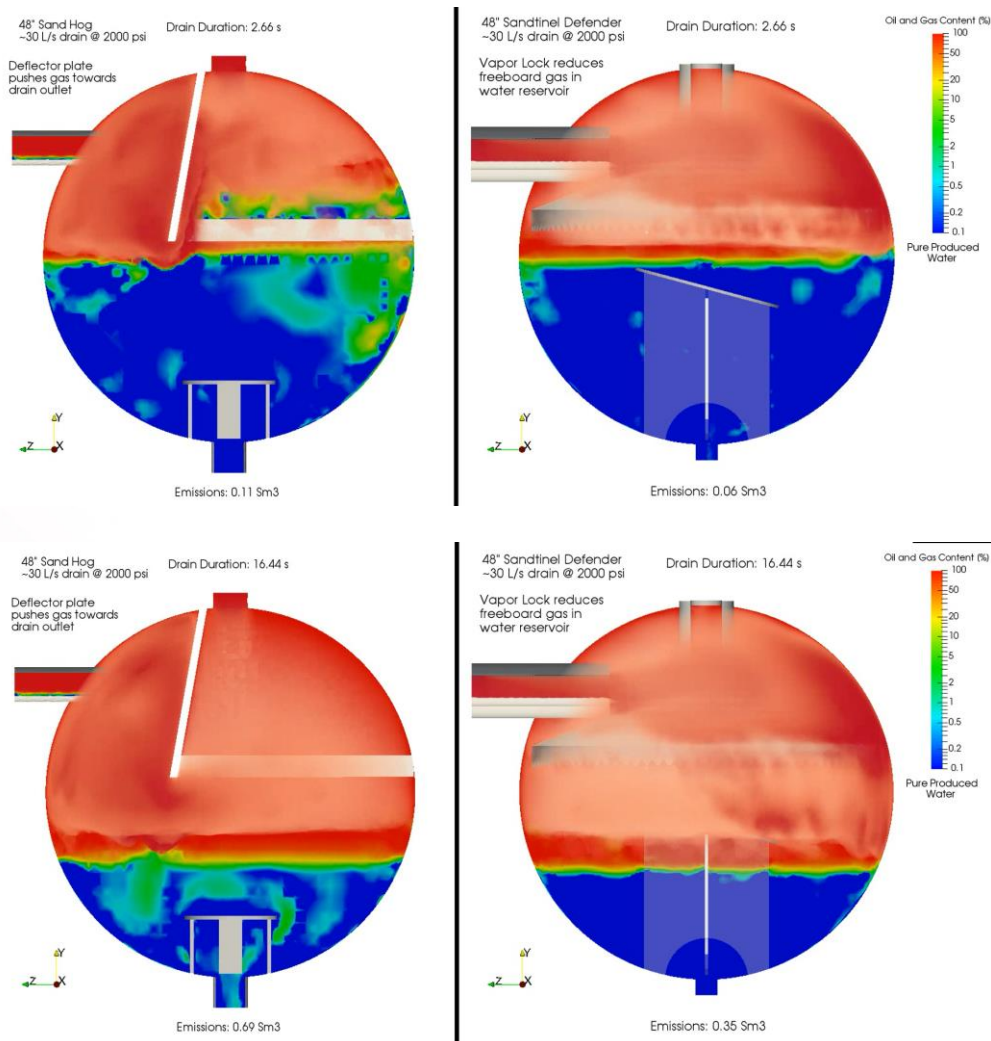 48" Sand Hog
~30 L/s drain @ 2000 psi
Drain Duration: 2.66 s
Deflector plate
pushes gas towards
drain outlet
Y
Z
X
Emissions: 0.11 Sm3
48" Sandtinel Defender
~30 L/s drain @ 2000 psi
Drain Duration: 2.66 s
Vapor Lock reduces
freeboard gas in
water reservoir
Oil and Gas Content (%)
100
50
20
10
5
2
1
0.5
0.2
0.1
Pure Produced
Water
Y
Z
X
Emissions: 0.06 Sm3
48" Sand Hog
~30 L/s drain @ 2000 psi
Drain Duration: 16.44 s
Deflector plate
pushes gas towards
drain outlet
Y
Z
X
Emissions: 0.69 Sm3
48" Sandtinel Defender
~30 L/s drain @ 2000 psi
Drain Duration: 16.44 s
Vapor Lock reduces
freeboard gas in
water reservoir
Oil and Gas Content (%)
100
50
20
10
5
2
1
0.5
0.2
0.1
Pure Produced
Water
Y
Z
X
Emissions: 0.35 Sm3